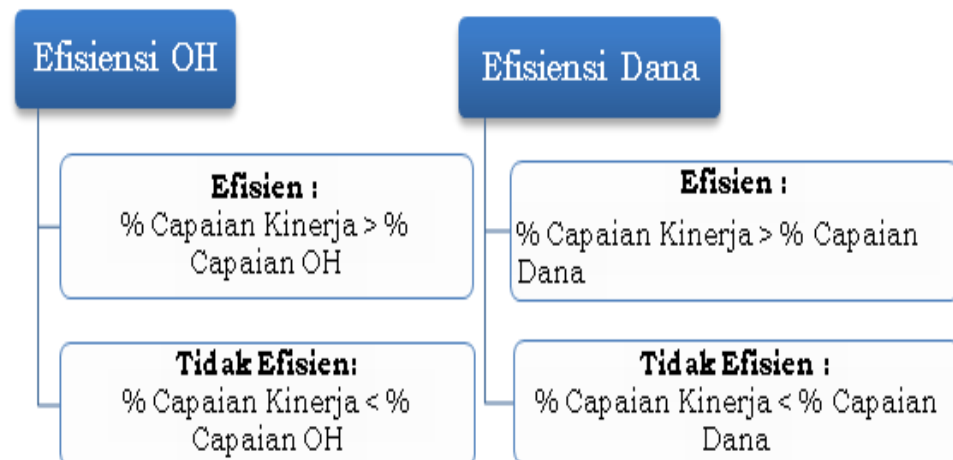 Efisiensi OH
Efisien :
% Capaian Kinerja > %
Capaian OH
Tidak Efisien:
% Capaian Kinerja < %
Capaian OH
Efisiensi Dana
Efisien :
% Capaian Kinerja > % Capaian
Dana
Tidak Efisien :
% Capaian Kinerja < % Capaian
Dana